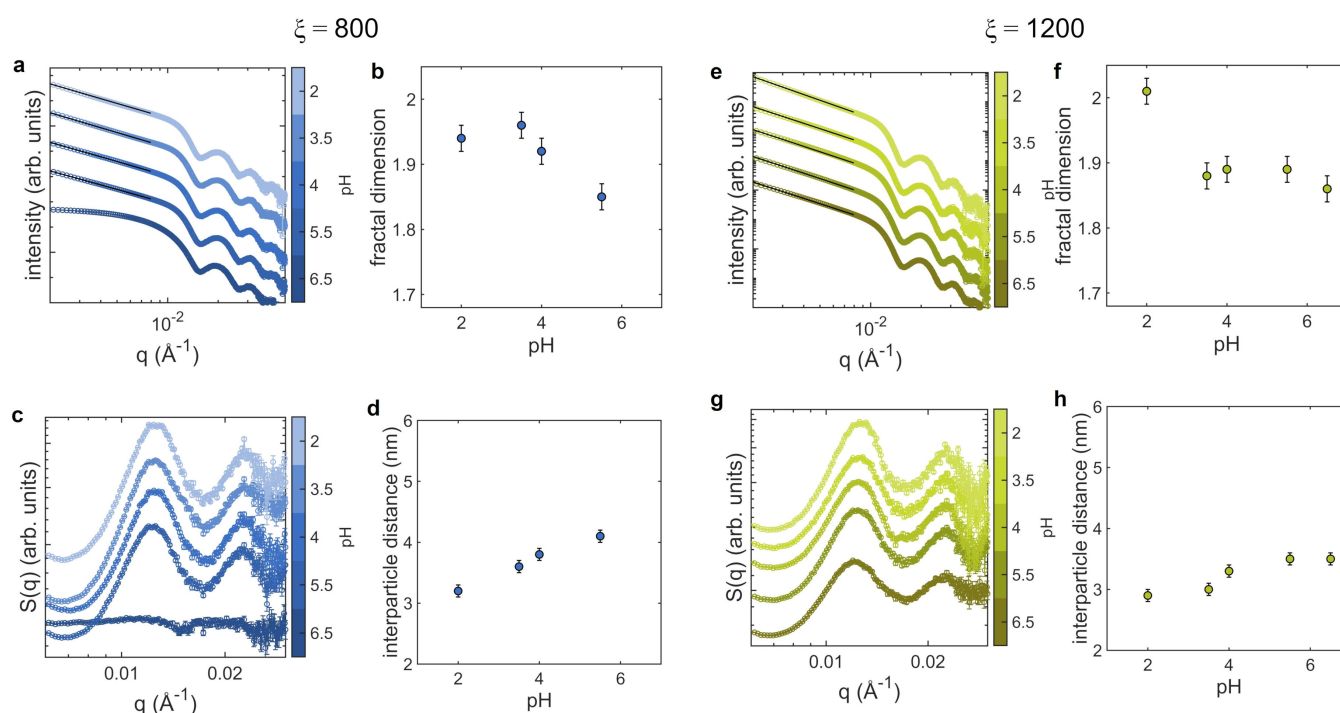 ξ = 800
ξ = 1200
a
intensity (arb. units)
10⁻²
q (Å⁻¹)
2
3.5
4
5.5
6.5
pH
b
fractal dimension
2
1.9
1.8
1.7
2
4
6
pH
e
intensity (arb. units)
10⁻²
q (Å⁻¹)
2
3.5
4
5.5
6.5
pH
f
fractal dimension
2
1.9
1.8
1.7
2
4
6
pH
c
S(q) (arb. units)
0.01
0.02
q (Å⁻¹)
2
3.5
4
5.5
6.5
pH
d
interparticle distance (nm)
6
5
4
3
2
2
4
6
pH
g
S(q) (arb. units)
0.01
0.02
q (Å⁻¹)
2
3.5
4
5.5
6.5
pH
h
interparticle distance (nm)
6
5
4
3
2
2
4
6
pH